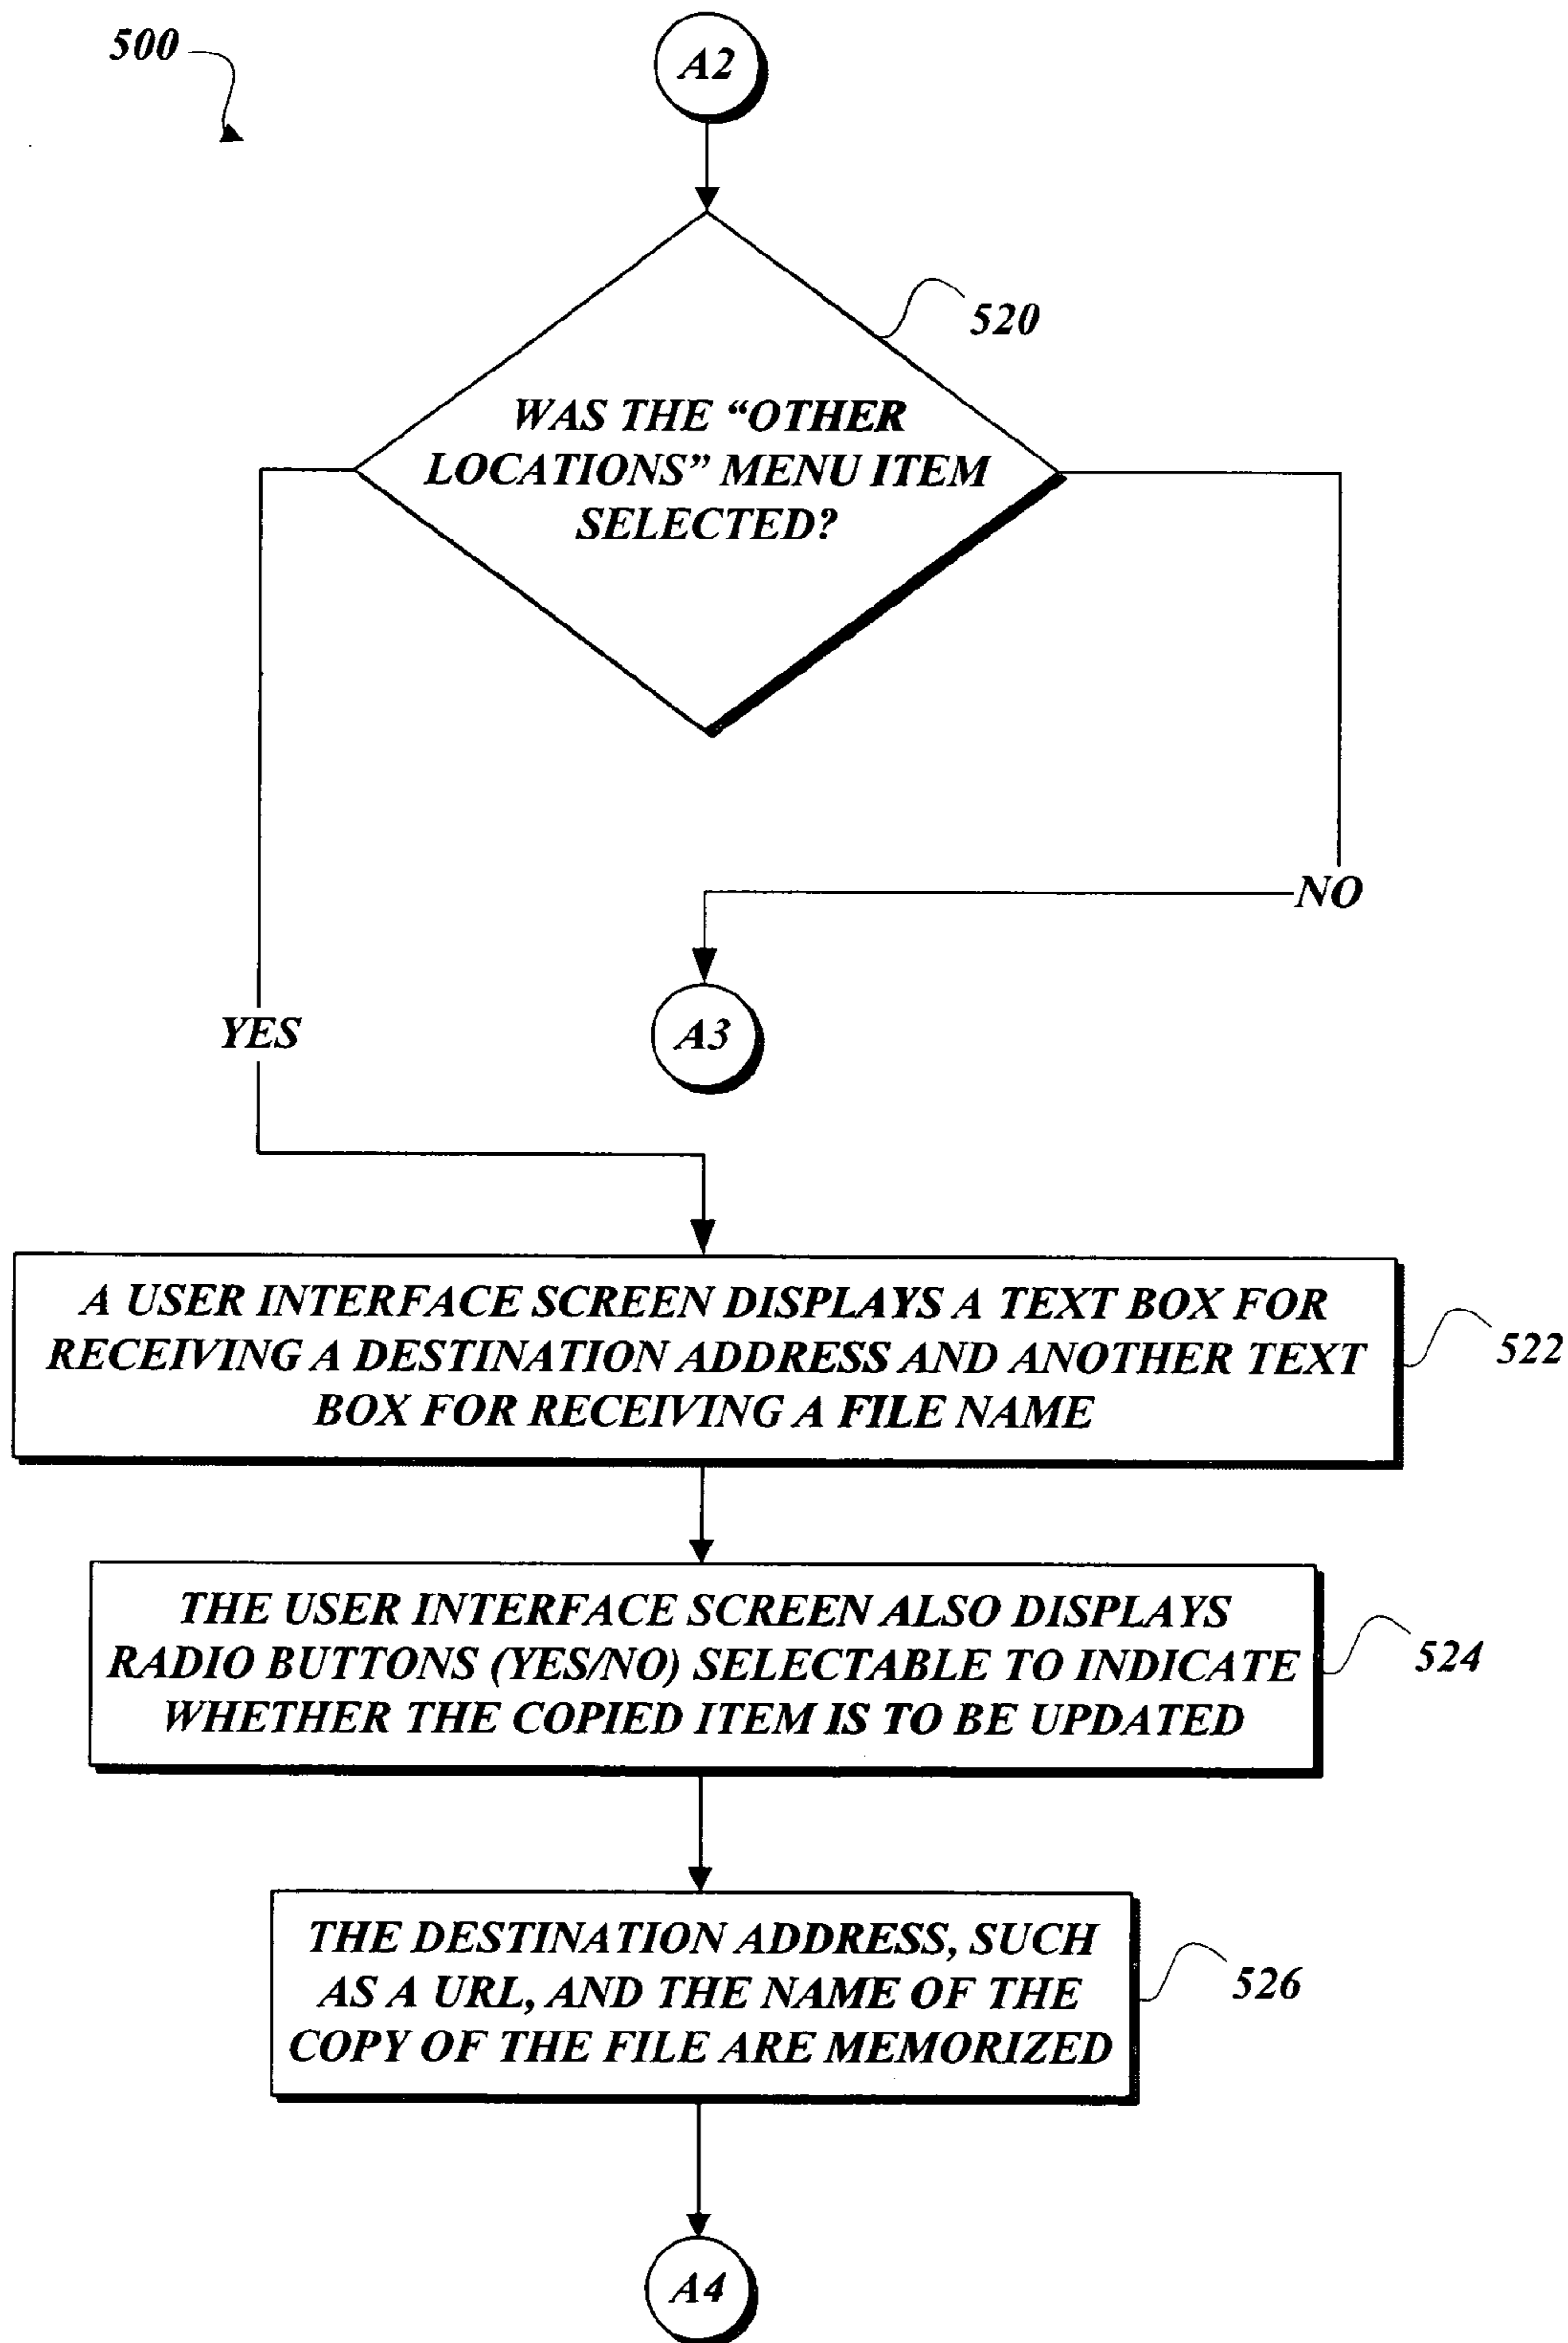 500
A2
520
WAS THE “OTHER
LOCATIONS” MENU ITEM
SELECTED?
NO
A3
YES
A USER INTERFACE SCREEN DISPLAYS A TEXT BOX FOR
RECEIVING A DESTINATION ADDRESS AND ANOTHER TEXT
BOX FOR RECEIVING A FILE NAME
522
THE USER INTERFACE SCREEN ALSO DISPLAYS
RADIO BUTTONS (YES/NO) SELECTABLE TO INDICATE
WHETHER THE COPIED ITEM IS TO BE UPDATED
524
THE DESTINATION ADDRESS, SUCH
AS A URL, AND THE NAME OF THE
COPY OF THE FILE ARE MEMORIZED
526
A4